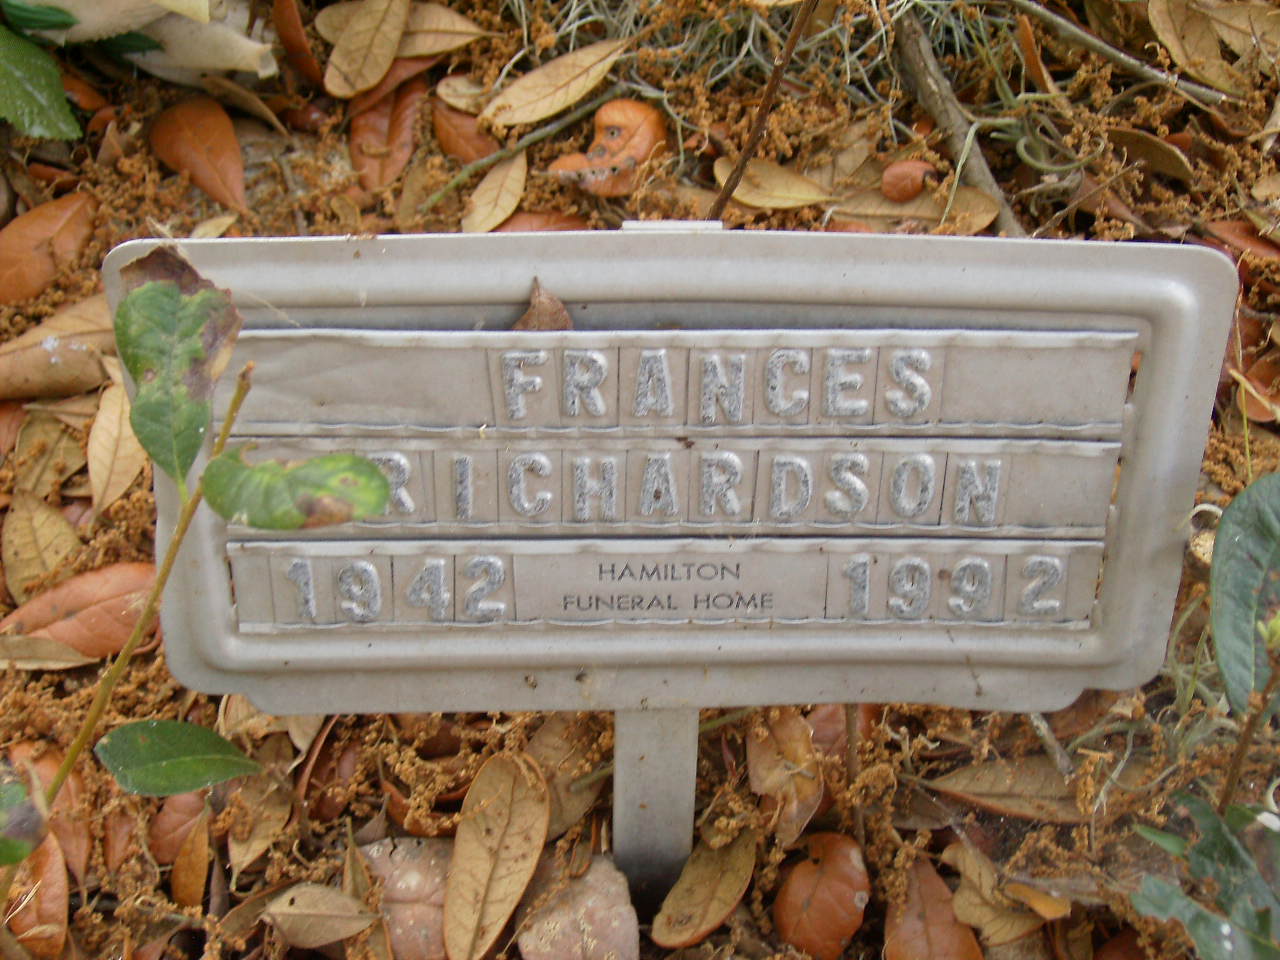 FRANCES
RICHARDSON
1942 HAMILTON FUNERAL HOME 1992